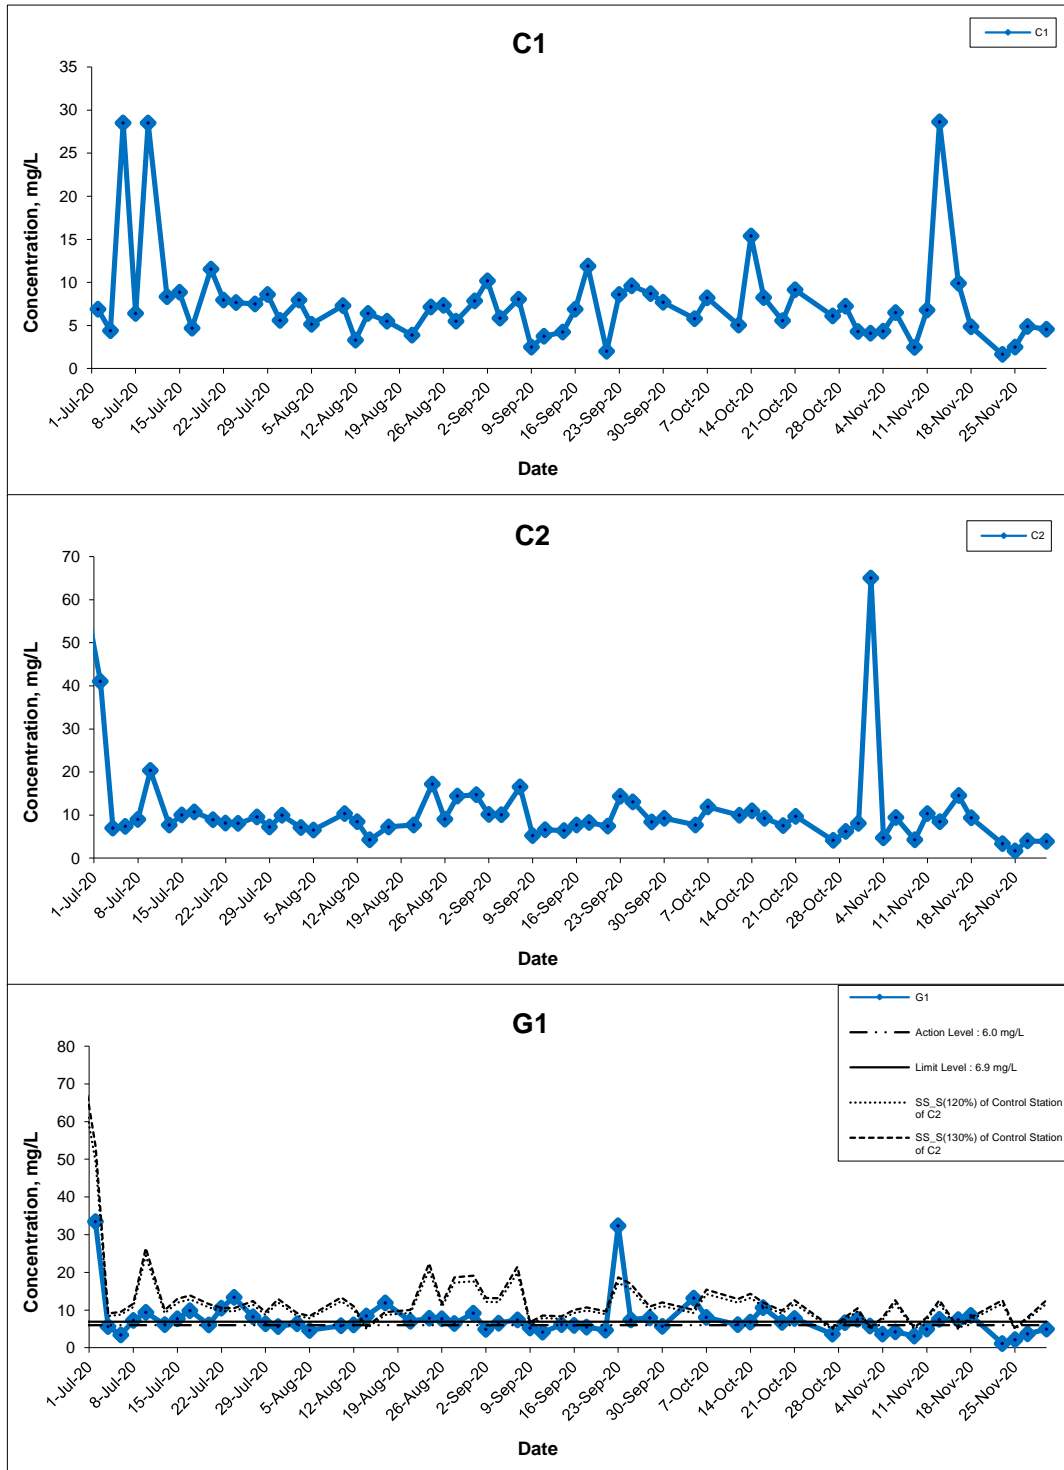 C1
C1
35
30
25
20
15
10
5
0
Concentration, mg/L
1-Jul-20
8-Jul-20
15-Jul-20
22-Jul-20
29-Jul-20
5-Aug-20
12-Aug-20
19-Aug-20
26-Aug-20
2-Sep-20
9-Sep-20
16-Sep-20
23-Sep-20
30-Sep-20
7-Oct-20
14-Oct-20
21-Oct-20
28-Oct-20
4-Nov-20
11-Nov-20
18-Nov-20
25-Nov-20
Date
C2
C2
70
60
50
40
30
20
10
0
Concentration, mg/L
1-Jul-20
8-Jul-20
15-Jul-20
22-Jul-20
29-Jul-20
5-Aug-20
12-Aug-20
19-Aug-20
26-Aug-20
2-Sep-20
9-Sep-20
16-Sep-20
23-Sep-20
30-Sep-20
7-Oct-20
14-Oct-20
21-Oct-20
28-Oct-20
4-Nov-20
11-Nov-20
18-Nov-20
25-Nov-20
Date
G1
G1
Action Level : 6.0 mg/L
Limit Level : 6.9 mg/L
SS_S(120%) of Control Station
of C2
SS_S(130%) of Control Station
of C2
80
70
60
50
40
30
20
10
0
Concentration, mg/L
1-Jul-20
8-Jul-20
15-Jul-20
22-Jul-20
29-Jul-20
5-Aug-20
12-Aug-20
19-Aug-20
26-Aug-20
2-Sep-20
9-Sep-20
16-Sep-20
23-Sep-20
30-Sep-20
7-Oct-20
14-Oct-20
21-Oct-20
28-Oct-20
4-Nov-20
11-Nov-20
18-Nov-20
25-Nov-20
Date